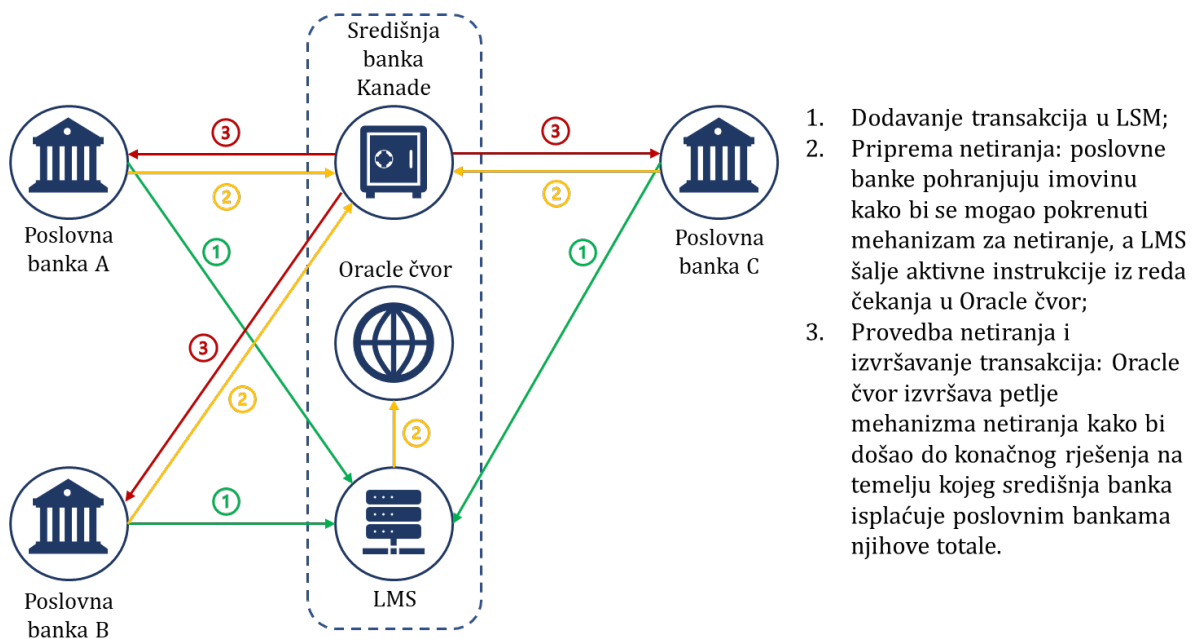 Središnja
banka
Kanade
3
3
2
2
Poslovna
banka A
Poslovna
banka C
1
1
Oracle čvor
3
2
2
1
LMS
Poslovna
banka B
1. Dodavanje transakcija u LSM;
2. Priprema netiranja: poslovne
banke pohranjuju imovinu
kako bi se mogao pokrenuti
mehanizam za netiranje, a LMS
šalje aktivne instrukcije iz reda
čekanja u Oracle čvor;
3. Provedba netiranja i
izvršavanje transakcija: Oracle
čvor izvršava petlje
mehanizma netiranja kako bi
došao do konačnog rješenja na
temelju kojeg središnja banka
isplaćuje poslovnim bankama
njihove totale.